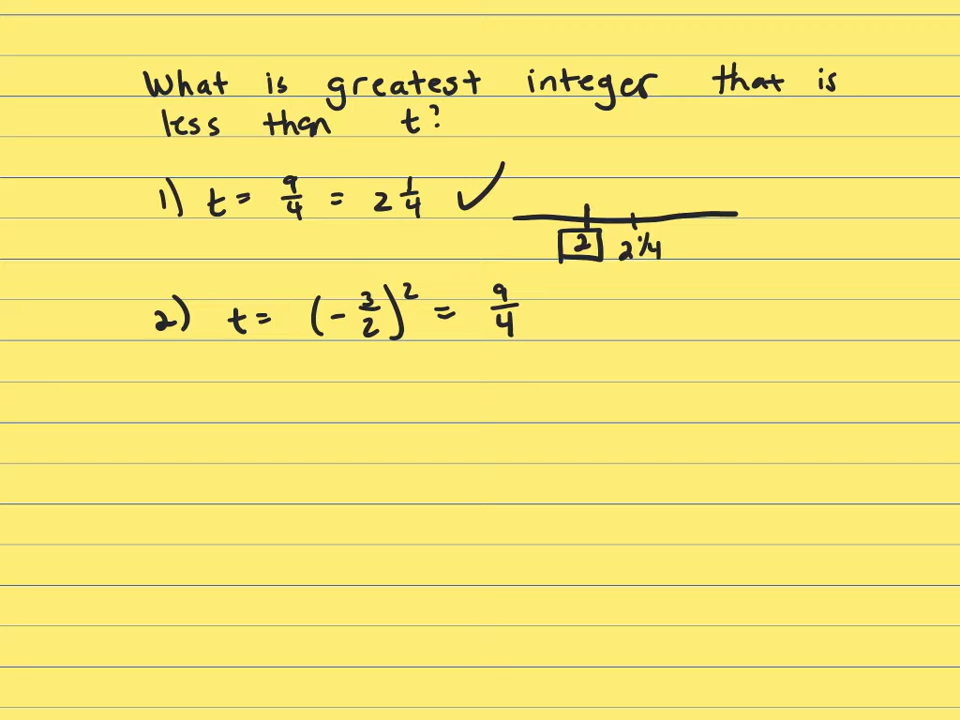 What is greatest integer that is
less than t?
1) t = 9/4 = 2 1/4 ✓
2 2 1/4
2) t = (- 3/2)² = 9/4